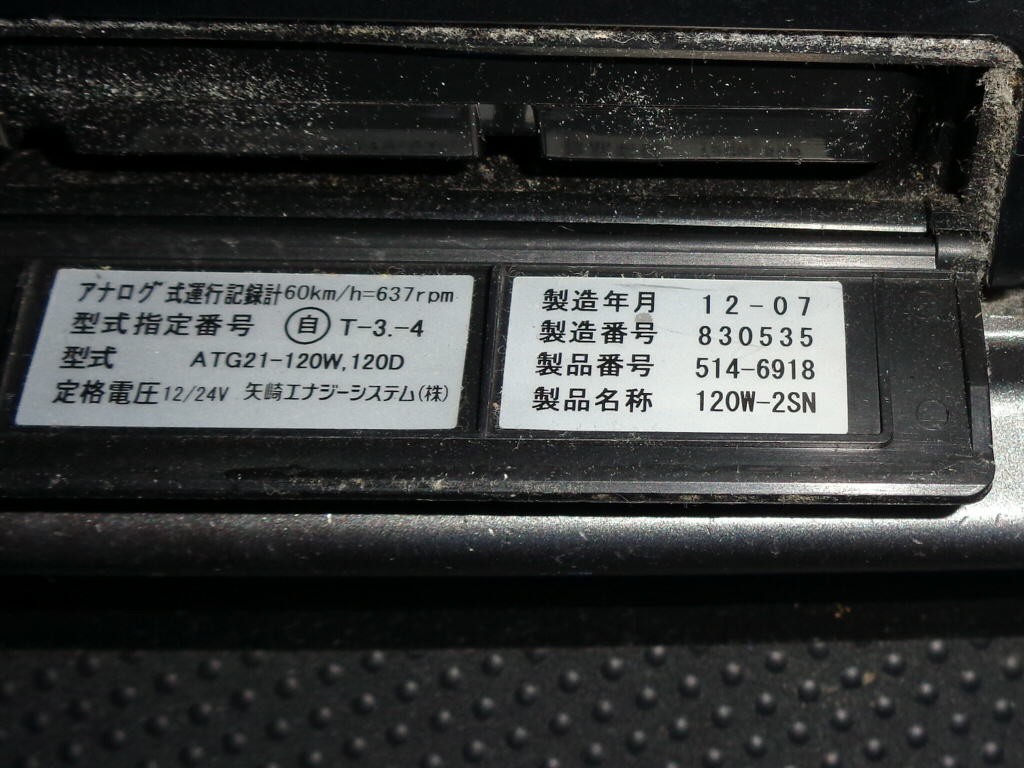 アナログ式運行記録計60km/h=637rpm
型式指定番号 ㊂自 T-3.-4
型式 ATG21-120W,120D
定格電圧12/24V 矢崎エナジーシステム(株)
製造年月 12-07
製造番号 830535
製品番号 514-6918
製品名称 120W-2SN